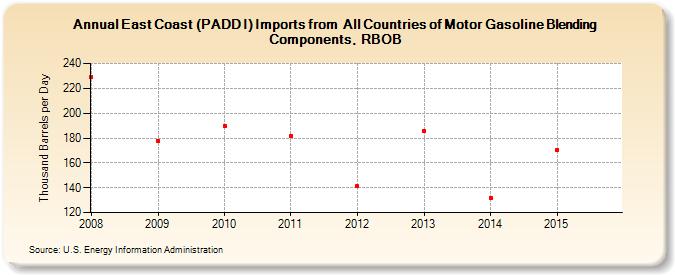 Annual East Coast (PADD I) Imports from All Countries of Motor Gasoline Blending
Components, RBOB
Thousand Barrels per Day
240
220
200
180
160
140
120
2008 2009 2010 2011 2012 2013 2014 2015
Source: U.S. Energy Information Administration